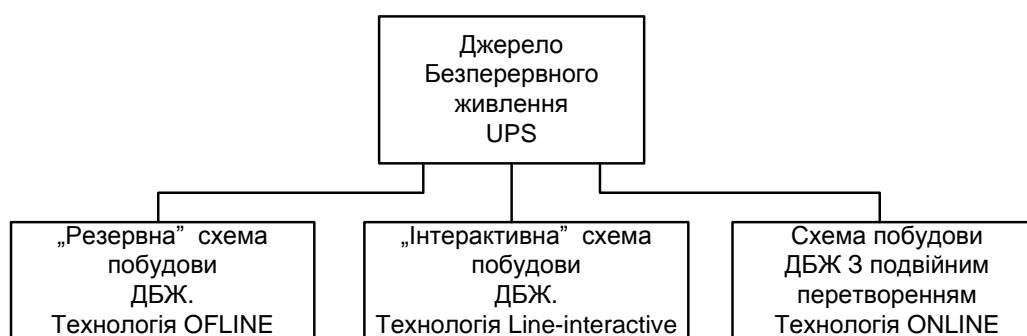 Джерело
Безперервного
живлення
UPS
„Резервна” схема
побудови
ДБЖ.
Технологія OFLINE
„Інтерактивна” схема
побудови
ДБЖ.
Технологія Line-interactive
Схема побудови
ДБЖ З подвійним
перетворенням
Технологія ONLINE